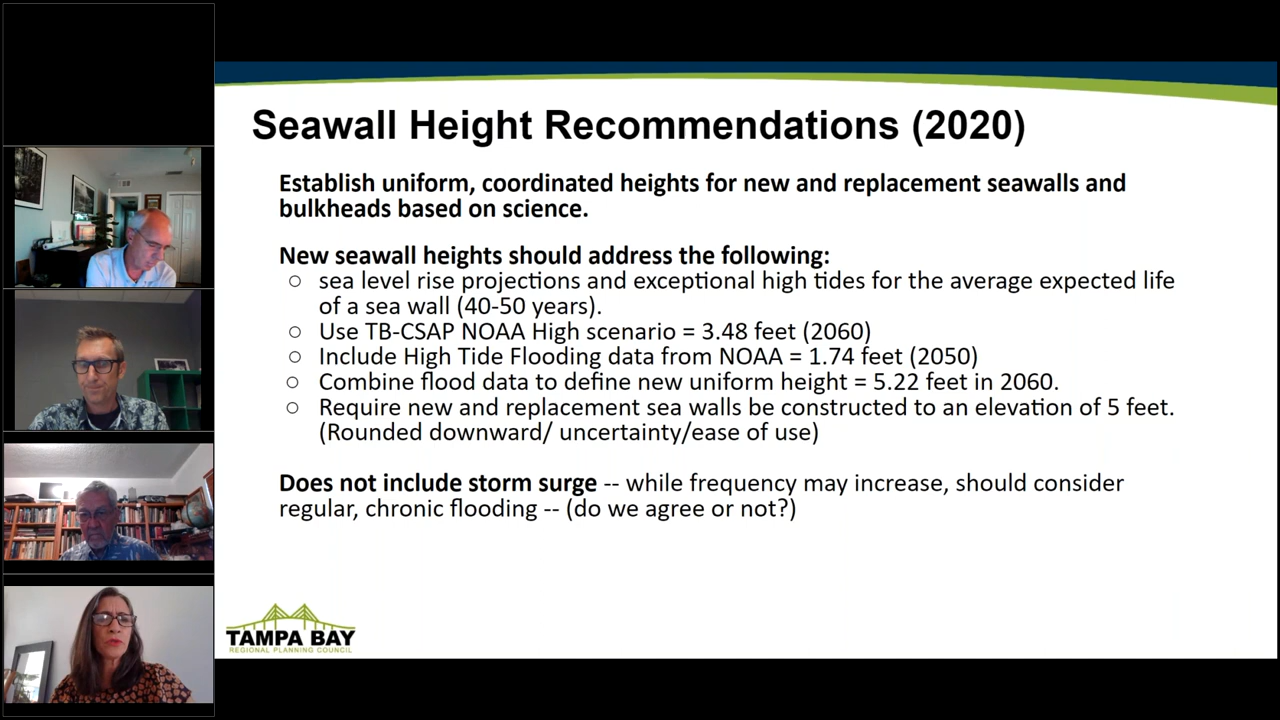 Seawall Height Recommendations (2020)
Establish uniform, coordinated heights for new and replacement seawalls and
bulkheads based on science.
New seawall heights should address the following:
○ sea level rise projections and exceptional high tides for the average expected life
of a sea wall (40-50 years).
○ Use TB-CSAP NOAA High scenario = 3.48 feet (2060)
○ Include High Tide Flooding data from NOAA = 1.74 feet (2050)
○ Combine flood data to define new uniform height = 5.22 feet in 2060.
○ Require new and replacement sea walls be constructed to an elevation of 5 feet.
(Rounded downward/ uncertainty/ease of use)
Does not include storm surge -- while frequency may increase, should consider
regular, chronic flooding -- (do we agree or not?)
TAMPA BAY
REGIONAL PLANNING COUNCIL